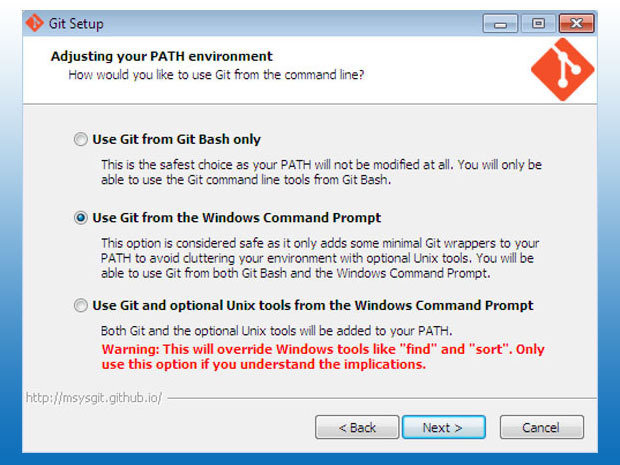 Git Setup
Adjusting your PATH environment
How would you like to use Git from the command line?
Use Git from Git Bash only
This is the safest choice as your PATH will not be modified at all. You will only be
able to use the Git command line tools from Git Bash.
Use Git from the Windows Command Prompt
This option is considered safe as it only adds some minimal Git wrappers to your
PATH to avoid cluttering your environment with optional Unix tools. You will be
able to use Git from both Git Bash and the Windows Command Prompt.
Use Git and optional Unix tools from the Windows Command Prompt
Both Git and the optional Unix tools will be added to your PATH.
Warning: This will override Windows tools like "find" and "sort". Only
use this option if you understand the implications.
http://msysgit.github.io/
< Back Next > Cancel